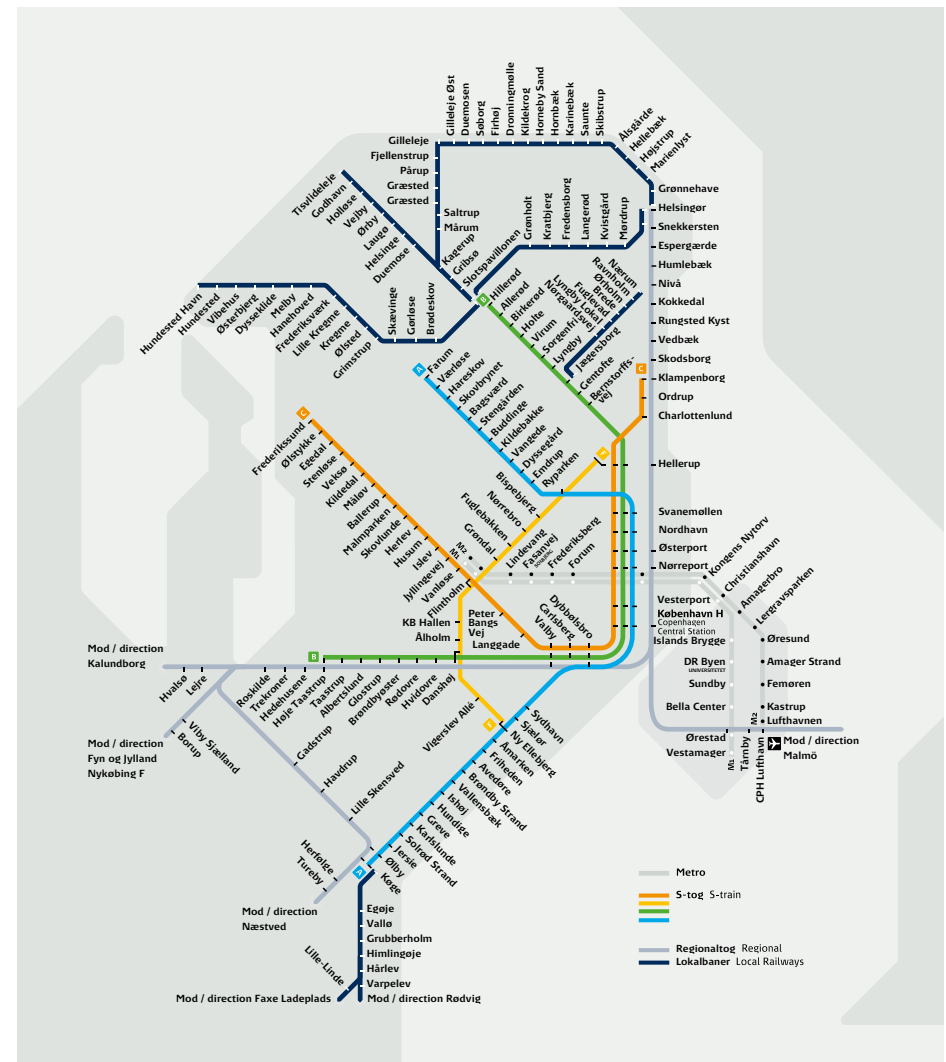 Gilleleje Øst
Duemosen
Søborg
Firhøj
Dronningmølle
Kildekrog
Horneby Sand
Hornbæk
Karinebæk
Saunte
Skibstrup
Ålsgårde
Hellebæk
Højstrup
Marienlyst
Gilleleje
Fjellenstrup
Pårup
Græsted
Græsted
Saltrup
Mårum
Kagerup
Gribsø
Slotspavillonen
Tisvildeleje
Godhavn
Holløse
Vejby
Ørby
Laugø
Helsinge
Duemose
Grønholt
Kratbjerg
Fredensborg
Langerød
Kvistgård
Mørdrup
Grønnehave
Helsingør
Snekkersten
Espergærde
Humlebæk
Nivå
Kokkedal
Rungsted Kyst
Vedbæk
Skodsborg
Klampenborg
Ordrup
Charlottenlund
Hellerup
Svanemøllen
Nordhavn
Østerport
Nørreport
Vesterport
København H
Copenhagen
Central Station
Hundested Havn
Hundested
Vibehus
Østerbjerg
Dyssekilde
Melby
Hanehoved
Frederiksværk
Lille Kregme
Kregme
Ølsted
Grimstrup
Skævinge
Gørløse
Brødeskov
B
Hillerød
Allerød
Birkerød
Holte
Virum
Sorgenfri
Lyngby
Jægersborg
Gentofte
Bernstorffs-
vej
Nærum
Ravnholm
Ørholm
Brede
Fuglevad
Lyngby Lokal
Nørgaardsvej
A
Farum
Værløse
Hareskov
Skovbrynet
Bagsværd
Stengården
Buddinge
Kildebakke
Vangede
Dyssegård
Emdrup
Ryparken
C
C
Frederikssund
Ølstykke
Egedal
Stenløse
Veksø
Kildedal
Måløv
Ballerup
Malmparken
Skovlunde
Herlev
Husum
Islev
Jyllingevej
Vanløse
Flintholm
Peter
Bangs
Vej
Langgade
Valby
Carlsberg
Dybbølsbro
F
Bispebjerg
Nørrebro
Fuglebakken
Grøndal
KB Hallen
Ålholm
Vigerslev Allé
F
Ny Ellebjerg
M1
M2
Lindevang
Fasanvej
SOLBJERG
Frederiksberg
Forum
Kongens Nytorv
Christianshavn
Amagerbro
Lergravsparken
Øresund
Amager Strand
Femøren
Kastrup
Lufthavnen
M2
Islands Brygge
DR Byen
UNIVERSITETET
Sundby
Bella Center
Ørestad
Vestamager
M1
Tårnby
CPH Lufthavn
Mod / direction
Malmö
Mod / direction
Kalundborg
Hvalsø
Lejre
Roskilde
Trekroner
Hedehusene
B
Høje Taastrup
Taastrup
Albertslund
Glostrup
Brøndbyøster
Rødovre
Hvidovre
Danshøj
Mod / direction
Fyn og Jylland
Nykøbing F
Viby Sjælland
Borup
Gadstrup
Havdrup
Lille Skensved
Herfølge
Tureby
Mod / direction
Næstved
Sydhavn
Sjælør
Åmarken
Friheden
Avedøre
Brøndby Strand
Vallensbæk
Ishøj
Hundige
Greve
Karlslunde
Solrød Strand
Jersie
Ølby
Køge
A
Egøje
Vallø
Grubberholm
Himlingøje
Hårlev
Varpelev
Lille-Linde
Mod / direction Faxe Ladeplads
Mod / direction Rødvig
Metro
S-tog S-train
Regionaltog Regional
Lokalbaner Local Railways